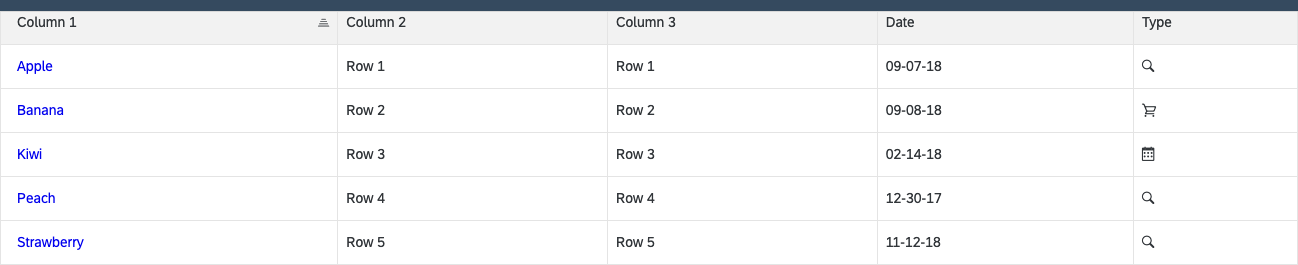 Column 1 Column 2 Column 3 Date Type
Apple Row 1 Row 1 09-07-18
Banana Row 2 Row 2 09-08-18
Kiwi Row 3 Row 3 02-14-18
Peach Row 4 Row 4 12-30-17
Strawberry Row 5 Row 5 11-12-18